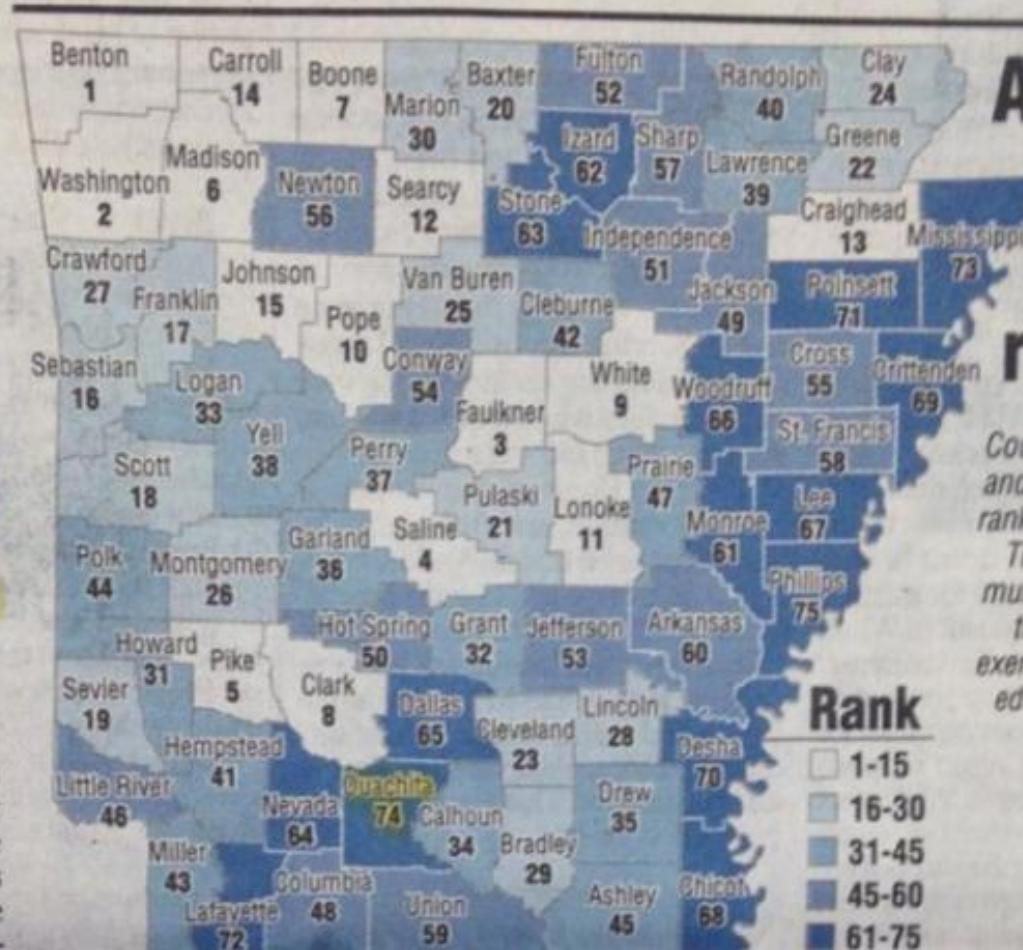 Benton
1
Carroll
14
Boone
7
Marion
30
Baxter
20
Fulton
52
Randolph
40
Clay
24
Greene
22
Izard
62
Sharp
57
Lawrence
39
Washington
2
Madison
6
Newton
56
Searcy
12
Stone
63
Independence
51
Craighead
13
Mississippi
73
Crawford
27
Franklin
17
Johnson
15
Pope
10
Van Buren
25
Cleburne
42
Jackson
49
Poinsett
71
Sebastian
16
Logan
33
Conway
54
Faulkner
3
White
9
Woodruff
66
Cross
55
Crittenden
69
Yell
38
Perry
37
St. Francis
58
Scott
18
Pulaski
21
Lonoke
11
Prairie
47
Monroe
61
Lee
67
Saline
4
Garland
36
Polk
44
Montgomery
26
Phillips
75
Hot Spring
50
Grant
32
Jefferson
53
Arkansas
60
Howard
31
Pike
5
Clark
8
Sevier
19
Dallas
65
Cleveland
23
Lincoln
28
Desha
70
Hempstead
41
Little River
46
Nevada
64
Ouachita
74
Calhoun
34
Bradley
29
Drew
35
Miller
43
Lafayette
72
Columbia
48
Union
59
Ashley
45
Chicot
68
Rank
1-15
16-30
31-45
45-60
61-75